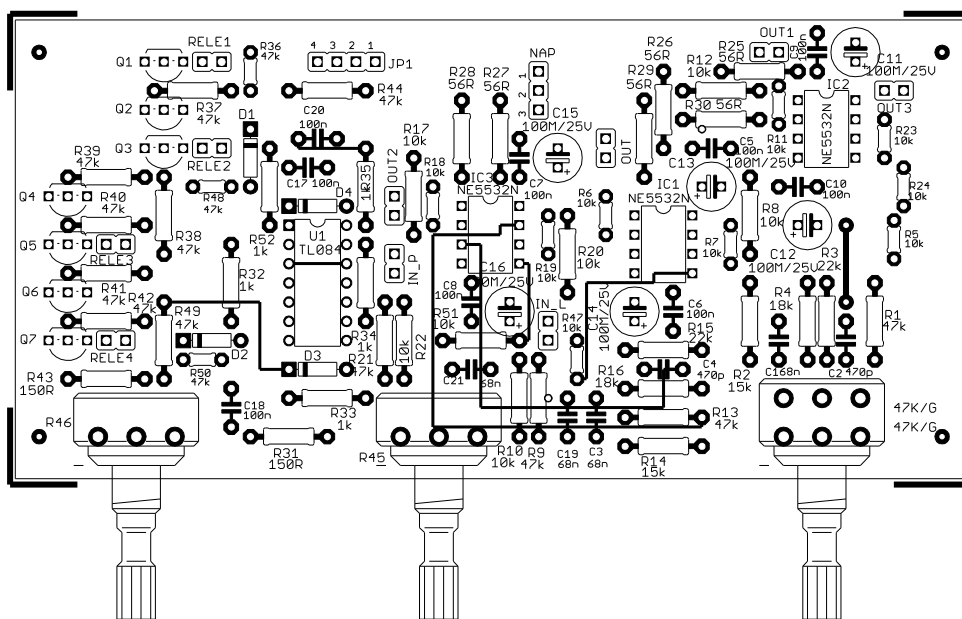 Q1
RELE1
R36
47k
4 3 2 1
JP1
R37
47k
R44
47k
Q2
D1
C20
100n
Q3
RELE2
C17 100n
1k
R35
R39
47k
R48
47k
D4
Q4
R40
47k
R38
47k
R52
1k
U1
TL084
Q5
RELE3
R32
1k
Q6
R41
47k
R42
47k
R49
47k
R34
1k
Q7
RELE4
R50
47k
D2
D3
R21
47k
10k
R22
R43
150R
C18
100n
R33
1k
R46
R31
150R
R45
NAP
1
2
3
R28
56R
R27
56R
C15
100M/25V
R17
10k
OUT2
R18
10k
IC3
NE5532N
C7
100n
IN_P
C16
00M/25V
C8
100n
R19
10k
R20
10k
R51
10k
IN_L
R47
10k
C21 68n
R10
10k
R9
47k
C19
68n
C3
68n
R26
56R
R29
56R
R25
56R
R12
10k
R30 56R
OUT1
C9
100n
C11
100M/25V
IC2
NE5532N
OUT3
R11
10k
R23
10k
OUT
C5
100n
C13
100M/25V
R6
10k
IC1
NE5532N
R7
10k
R8
10k
C10
100n
R24
10k
R5
10k
C12
100M/25V
R3
22k
C14
100M/25V
C6
100n
R15
22k
C4
470p
R16
18k
R13
47k
R14
15k
R4
18k
R1
47k
R2
15k
C1 68n
C2 470p
47K/G
47K/G